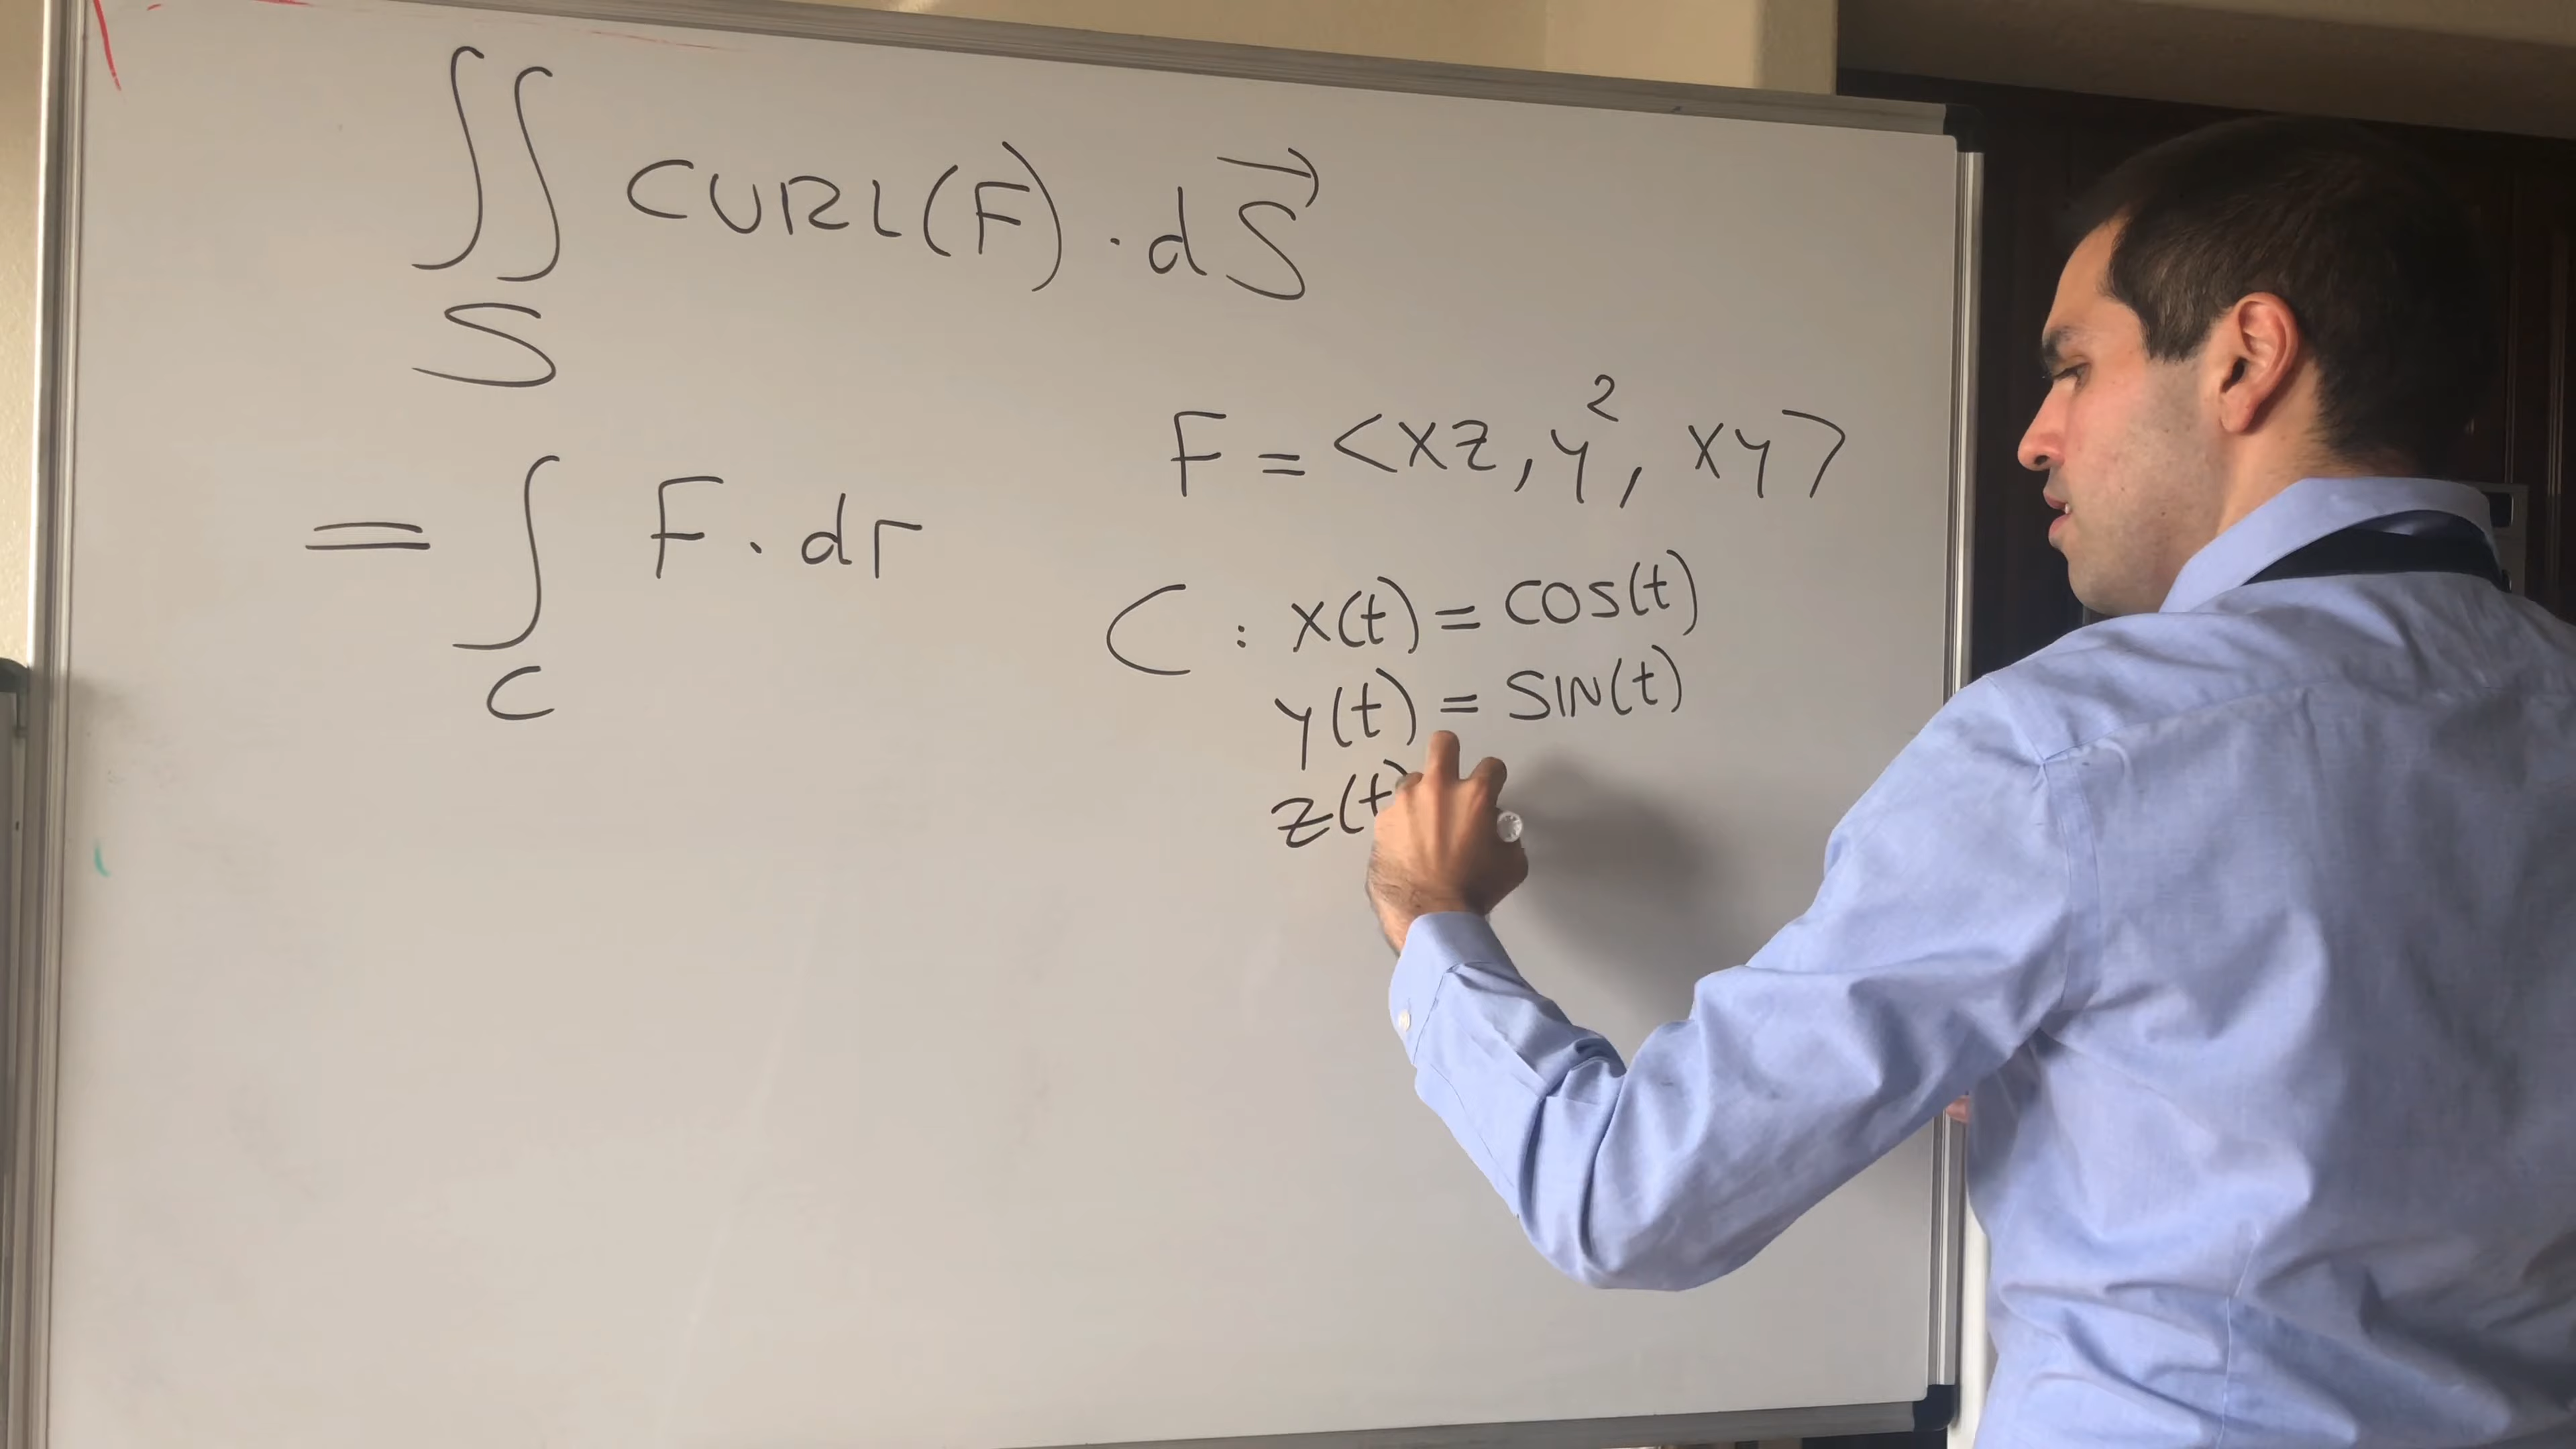 ∬ CURL(F) · dS⃗
S
F = <xz, y², xy>
= ∫ F · dr
C
C : x(t) = cos(t)
y(t) = SIN(t)
z(t)